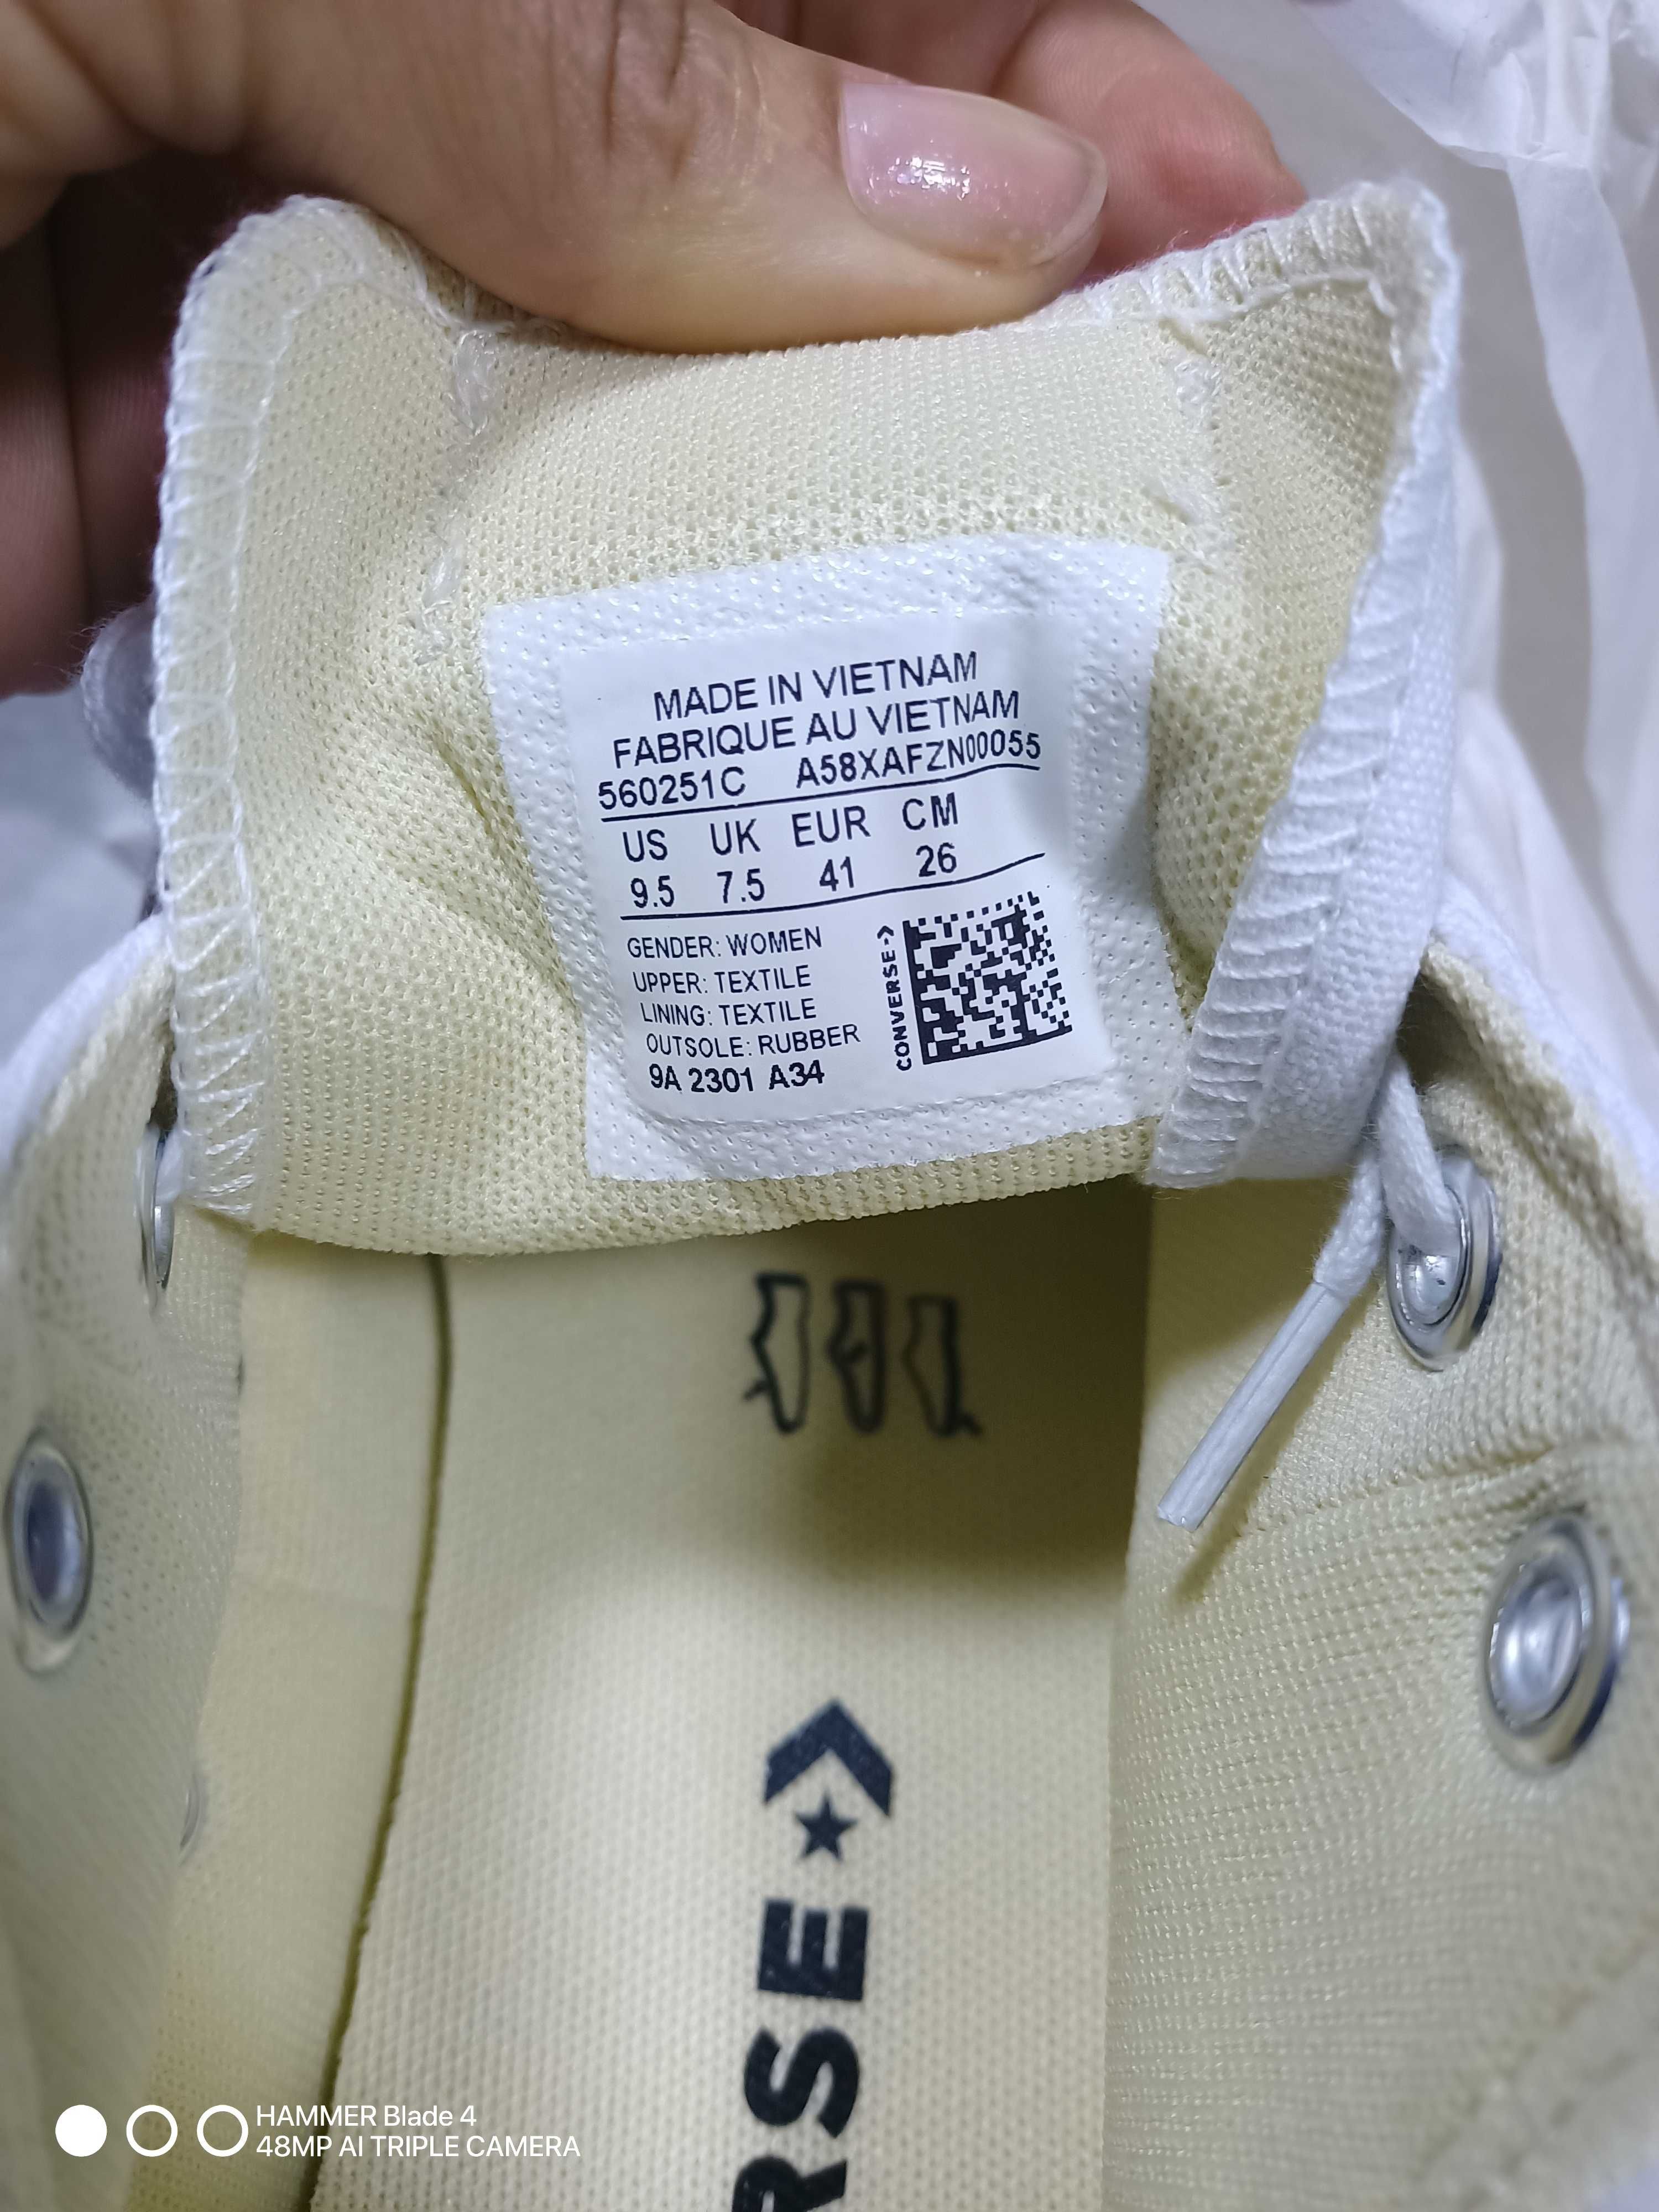 MADE IN VIETNAM
FABRIQUE AU VIETNAM
560251C A58XAFZN00055
US UK EUR CM
9.5 7.5 41 26
GENDER: WOMEN
UPPER: TEXTILE
LINING: TEXTILE
OUTSOLE: RUBBER
9A 2301 A34
CONVERSE
RSE
HAMMER Blade 4
48MP AI TRIPLE CAMERA